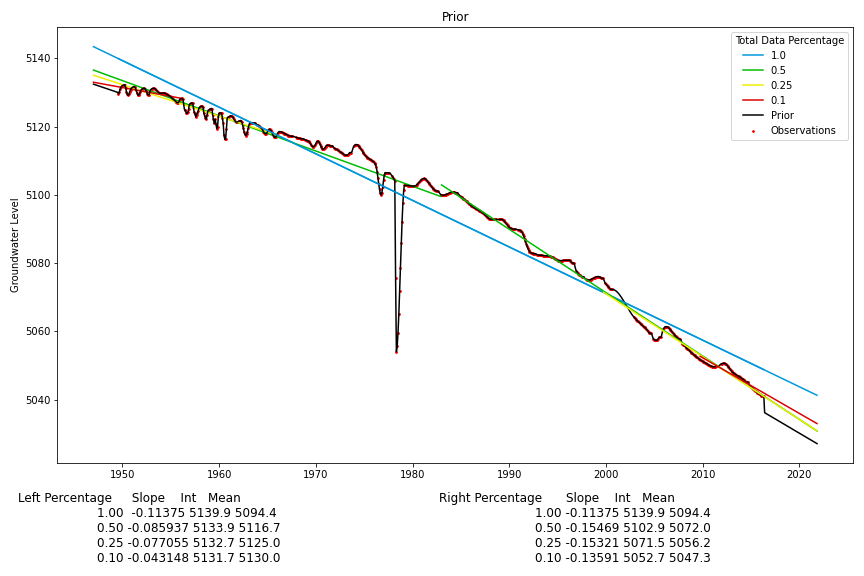 Prior
Total Data Percentage
1.0
0.5
0.25
0.1
Prior
Observations
Groundwater Level
5140
5120
5100
5080
5060
5040
1950 1960 1970 1980 1990 2000 2010 2020
Left Percentage Slope Int Mean
1.00 -0.11375 5139.9 5094.4
0.50 -0.085937 5133.9 5116.7
0.25 -0.077055 5132.7 5125.0
0.10 -0.043148 5131.7 5130.0
Right Percentage Slope Int Mean
1.00 -0.11375 5139.9 5094.4
0.50 -0.15469 5102.9 5072.0
0.25 -0.15321 5071.5 5056.2
0.10 -0.13591 5052.7 5047.3